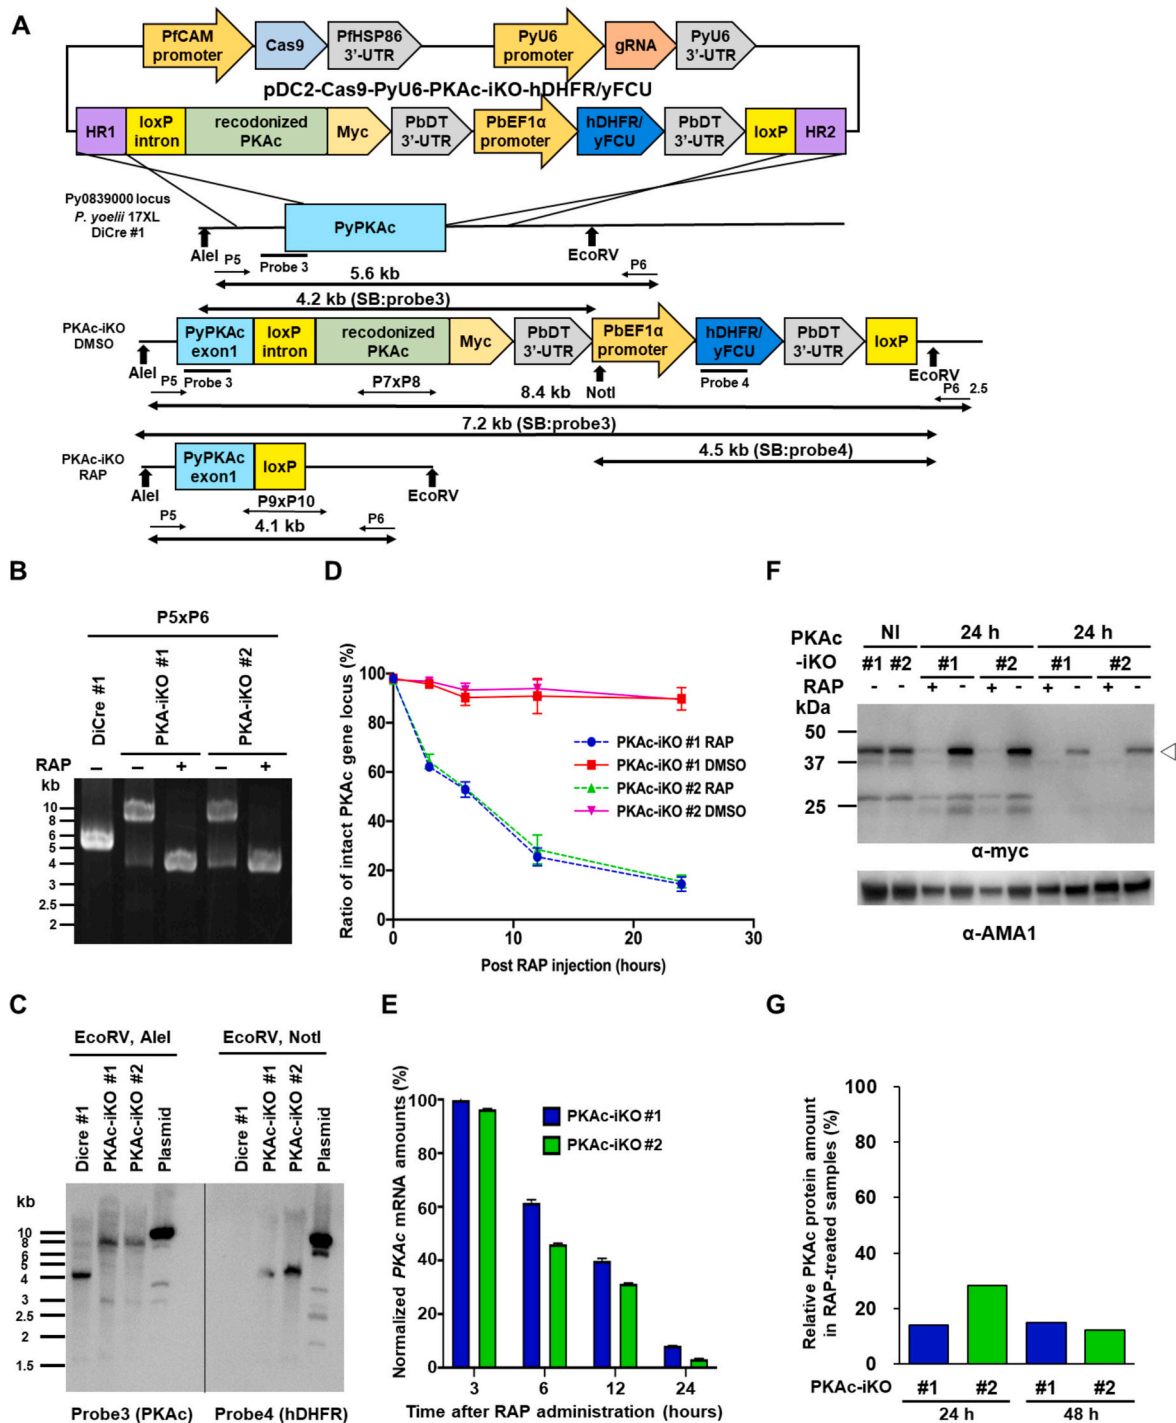 A
PfCAM
promoter
Cas9
PfHSP86
3'-UTR
PyU6
promoter
gRNA
PyU6
3'-UTR
pDC2-Cas9-PyU6-PKAc-iKO-hDHFR/yFCU
HR1
loxP
intron
recodonized
PKAc
Myc
PbDT
3'-UTR
PbEF1α
promoter
hDHFR/
yFCU
PbDT
3'-UTR
loxP
HR2
Py0839000 locus
P. yoelii 17XL
DiCre #1
PyPKAc
AleI
EcoRV
P5
Probe 3
P6
5.6 kb
4.2 kb (SB:probe3)
PKAc-iKO
DMSO
PyPKAc
exon1
loxP
intron
recodonized
PKAc
Myc
PbDT
3'-UTR
PbEF1α
promoter
hDHFR/
yFCU
PbDT
3'-UTR
loxP
AleI
Probe 3
P5
P7xP8
NotI
Probe 4
EcoRV
P6
2.5
8.4 kb
7.2 kb (SB:probe3)
4.5 kb (SB:probe4)
PKAc-iKO
RAP
PyPKAc
exon1
loxP
AleI
EcoRV
P9xP10
P5
P6
4.1 kb
B
P5xP6
DiCre #1
PKA-iKO #1
PKA-iKO #2
RAP – – + – +
kb
10
8
6
5
4
3
2.5
2
D
Ratio of intact PKAc gene locus (%)
100
80
60
40
20
0
0 10 20 30
Post RAP injection (hours)
PKAc-iKO #1 RAP
PKAc-iKO #1 DMSO
PKAc-iKO #2 RAP
PKAc-iKO #2 DMSO
F
PKAc
-iKO
NI 24 h 24 h
#1 #2 #1 #2 #1 #2
RAP - - + - + - + - + -
kDa
50
37
25
α-myc
α-AMA1
C
EcoRV, AleI
EcoRV, NotI
Dicre #1
PKAc-iKO #1
PKAc-iKO #2
Plasmid
Dicre #1
PKAc-iKO #1
PKAc-iKO #2
Plasmid
kb
10
8
6
5
4
3
2.5
2
1.5
Probe3 (PKAc)
Probe4 (hDHFR)
E
Normalized PKAc mRNA amounts (%)
100
80
60
40
20
0
3 6 12 24
Time after RAP administration (hours)
PKAc-iKO #1
PKAc-iKO #2
G
Relative PKAc protein amount
in RAP-treated samples (%)
100
80
60
40
20
0
PKAc-iKO #1 #2 #1 #2
24 h 48 h